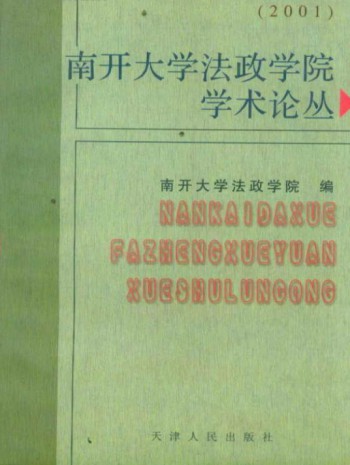 (2001)
南开大学法政学院
学术论丛
南开大学法政学院 编
NANKAIDAXUE
FAZHENGXUEYUAN
XUESHULUNCONG
天津人民出版社